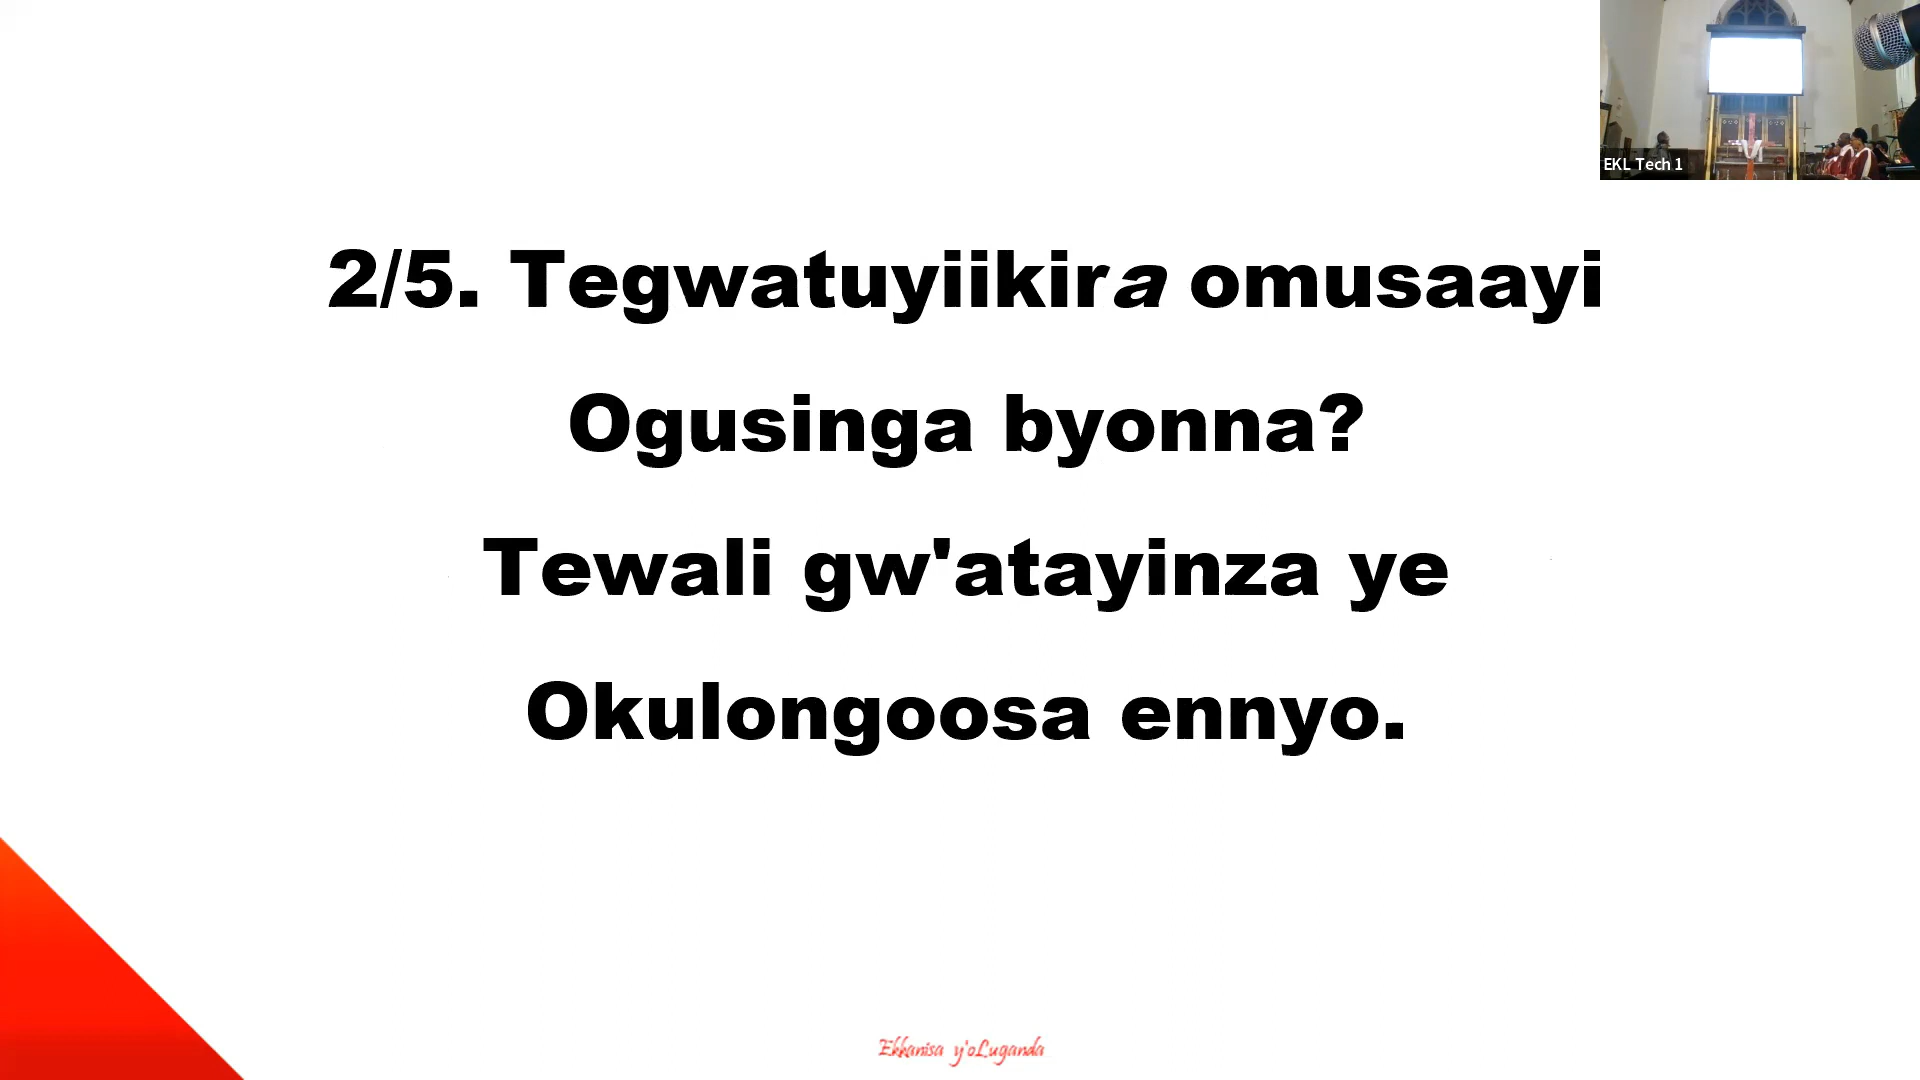 EKL Tech 1
2/5. Tegwatuyiikira omusaayi
Ogusinga byonna?
Tewali gw'atayinza ye
Okulongoosa ennyo.
Ekkanisa y'oLuganda